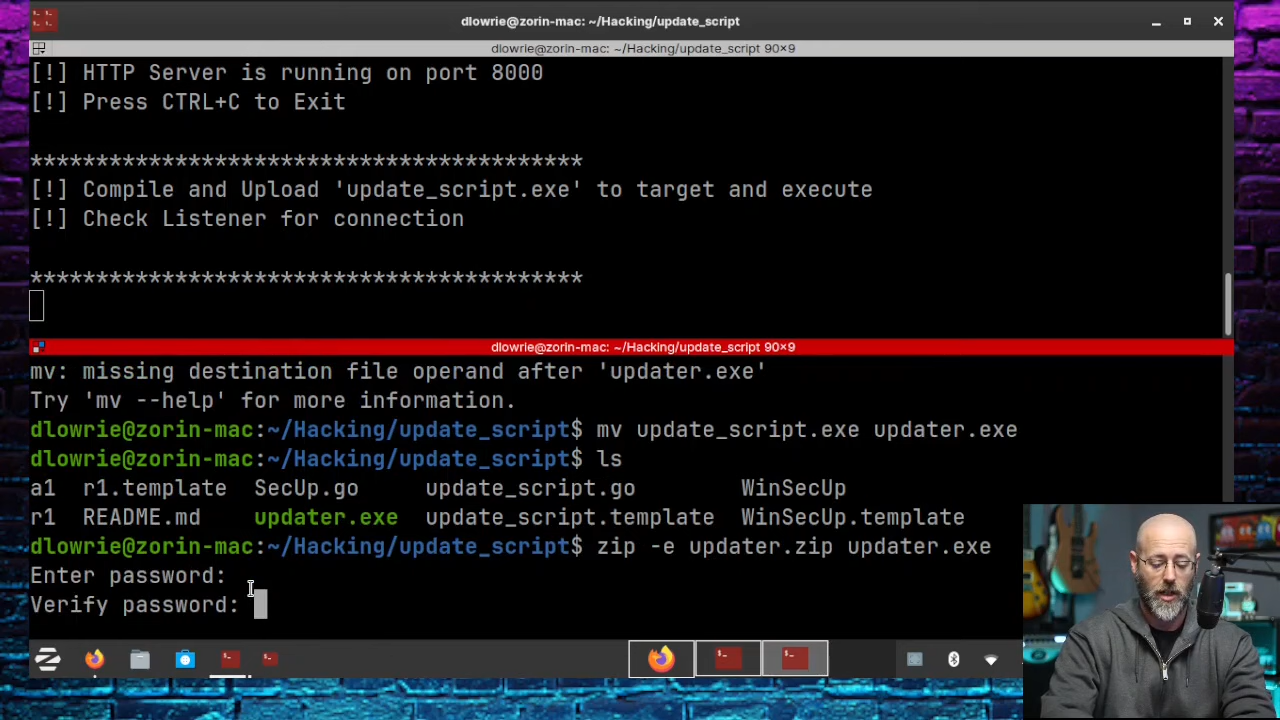 dlowrie@zorin-mac: ~/Hacking/update_script
dlowrie@zorin-mac: ~/Hacking/update_script 90×9
[!] HTTP Server is running on port 8000
[!] Press CTRL+C to Exit
******************************************
[!] Compile and Upload 'update_script.exe' to target and execute
[!] Check Listener for connection
******************************************
dlowrie@zorin-mac: ~/Hacking/update_script 90×9
mv: missing destination file operand after 'updater.exe'
Try 'mv --help' for more information.
dlowrie@zorin-mac:~/Hacking/update_script$ mv update_script.exe updater.exe
dlowrie@zorin-mac:~/Hacking/update_script$ ls
a1 r1.template SecUp.go update_script.go WinSecUp
r1 README.md updater.exe update_script.template WinSecUp.template
dlowrie@zorin-mac:~/Hacking/update_script$ zip -e updater.zip updater.exe
Enter password:
Verify password: